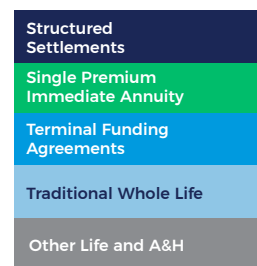 Structured
Settlements
Single Premium
Immediate Annuity
Terminal Funding
Agreements
Traditional Whole Life
Other Life and A&H